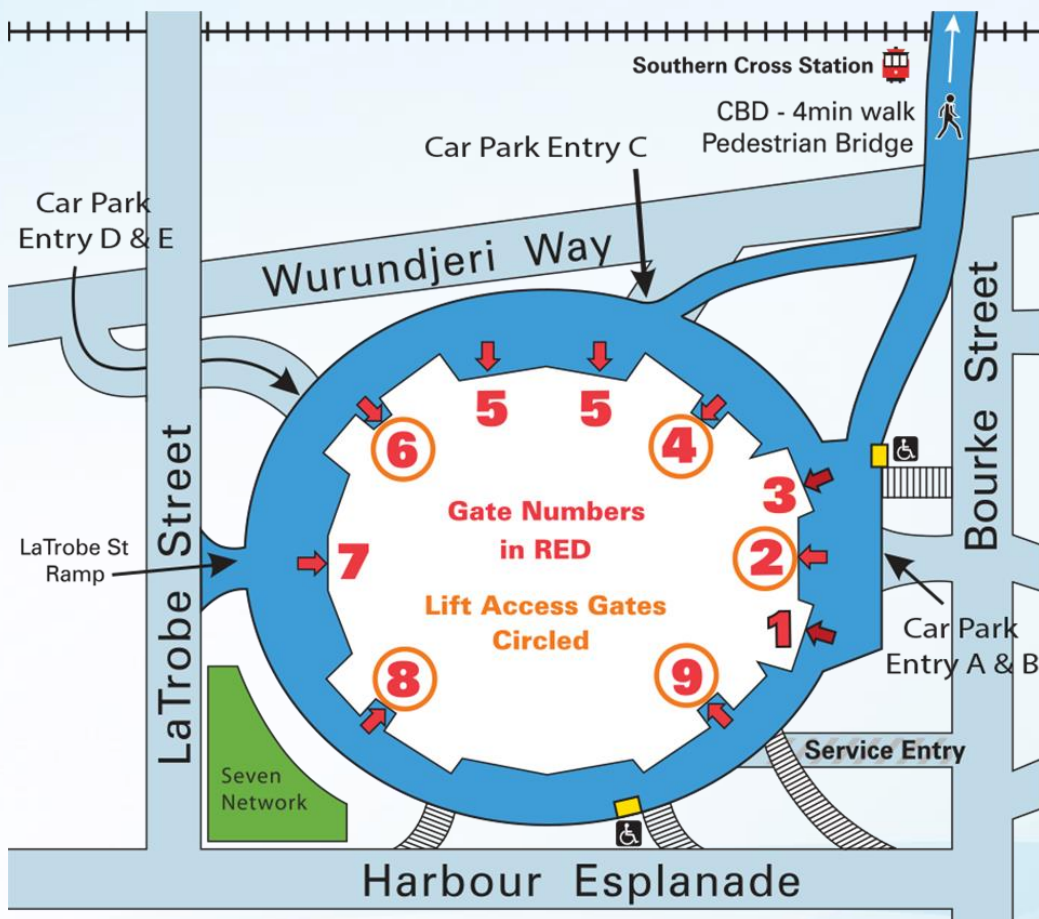 Southern Cross Station
CBD - 4min walk
Pedestrian Bridge
Car Park Entry C
Car Park
Entry D & E
Wurundjeri Way
Bourke Street
LaTrobe Street
5
5
6
4
3
Gate Numbers
in RED
LaTrobe St
Ramp
7
2
Lift Access Gates
Circled
1
Car Park
Entry A & B
8
9
Service Entry
Seven
Network
Harbour Esplanade